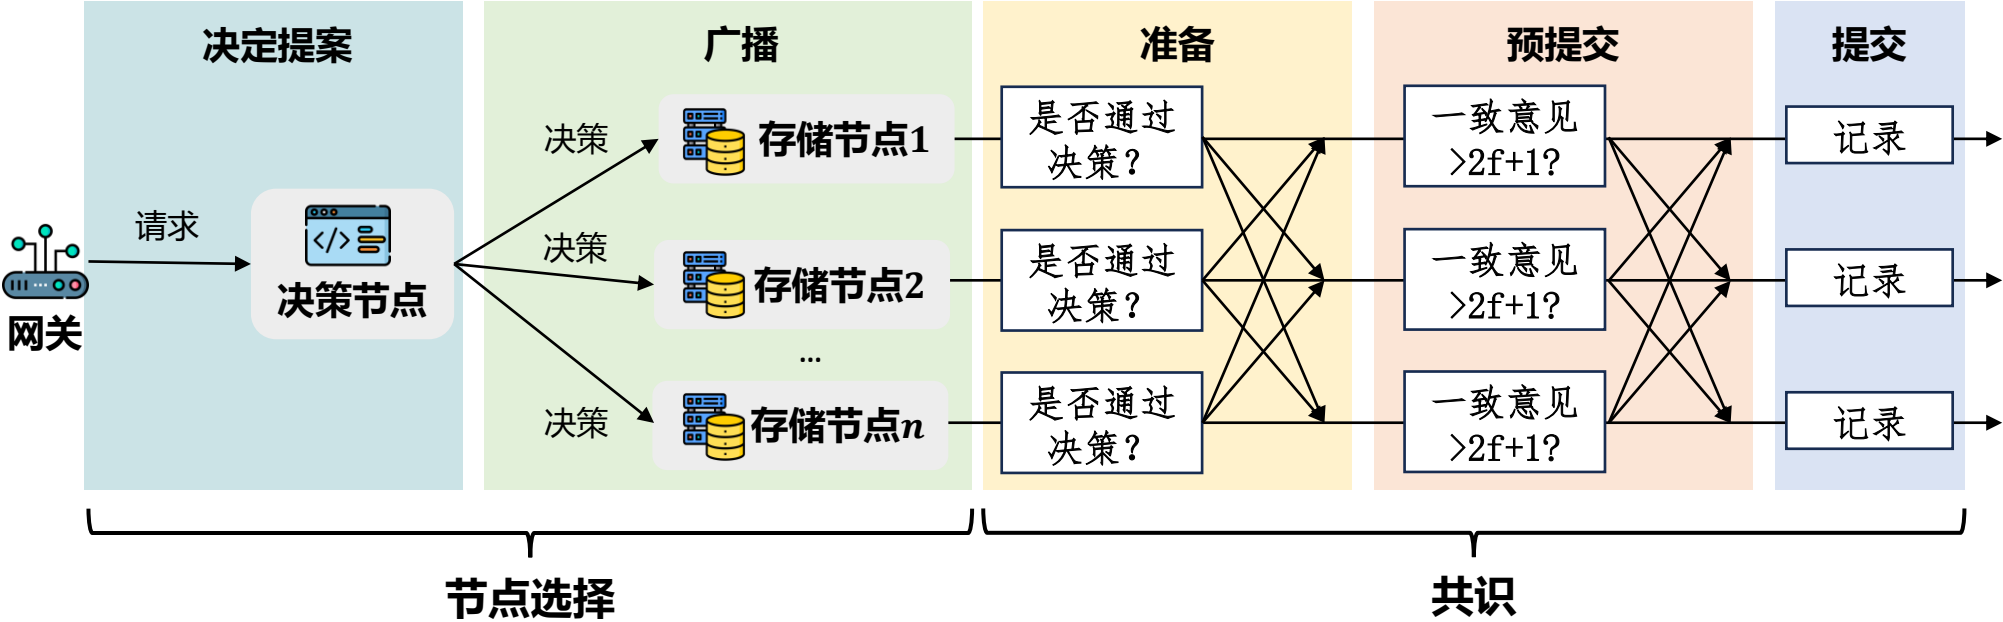 决定提案
广播
准备
预提交
提交
网关
请求
决策节点
</>
决策
决策
决策
存储节点1
存储节点2
...
存储节点n
是否通过
决策?
是否通过
决策?
是否通过
决策?
一致意见
>2f+1?
一致意见
>2f+1?
一致意见
>2f+1?
记录
记录
记录
节点选择
共识